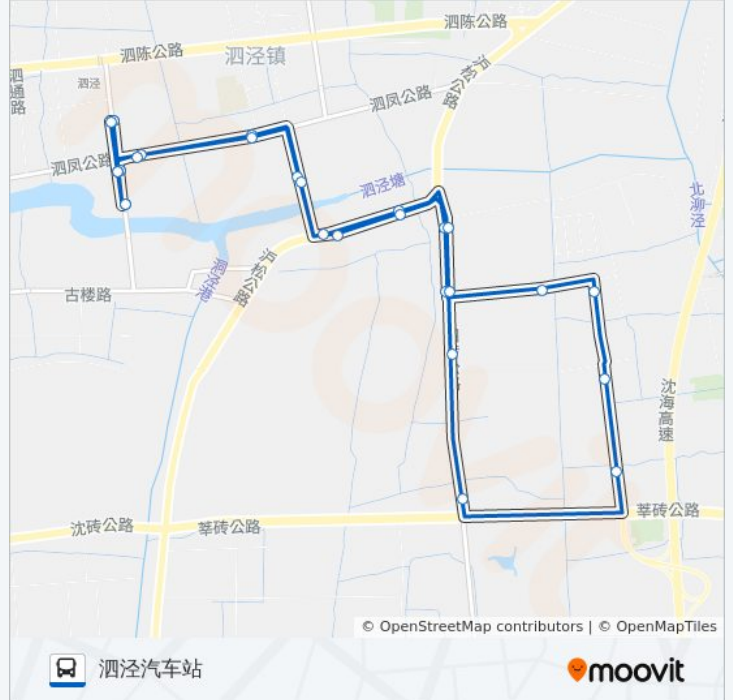 泗陈公路
泗陈公路
泗泾镇
泗泾
泗通路
沪松公路
泗凤公路
泗凤公路
泗泾塘
北泖泾
洞泾港
沪松公路
古楼路
沈海高速
沈砖公路
莘砖公路
莘砖公路
© OpenStreetMap contributors | © OpenMapTiles
泗泾汽车站
moovit